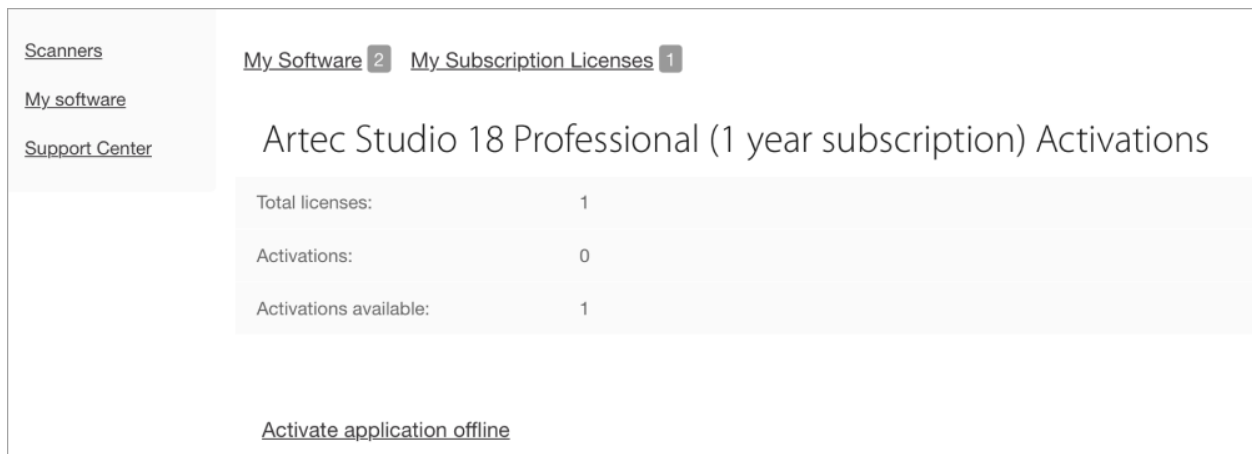 Scanners
My software
Support Center
My Software 2 My Subscription Licenses 1
Artec Studio 18 Professional (1 year subscription) Activations
Total licenses: 1
Activations: 0
Activations available: 1
Activate application offline